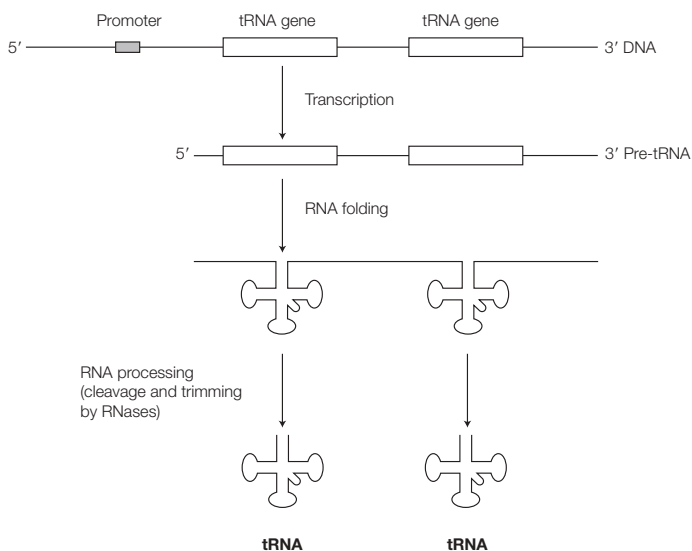 Promoter
tRNA gene
tRNA gene
5′
3′ DNA
Transcription
5′
3′ Pre-tRNA
RNA folding
RNA processing
(cleavage and trimming
by RNases)
tRNA
tRNA